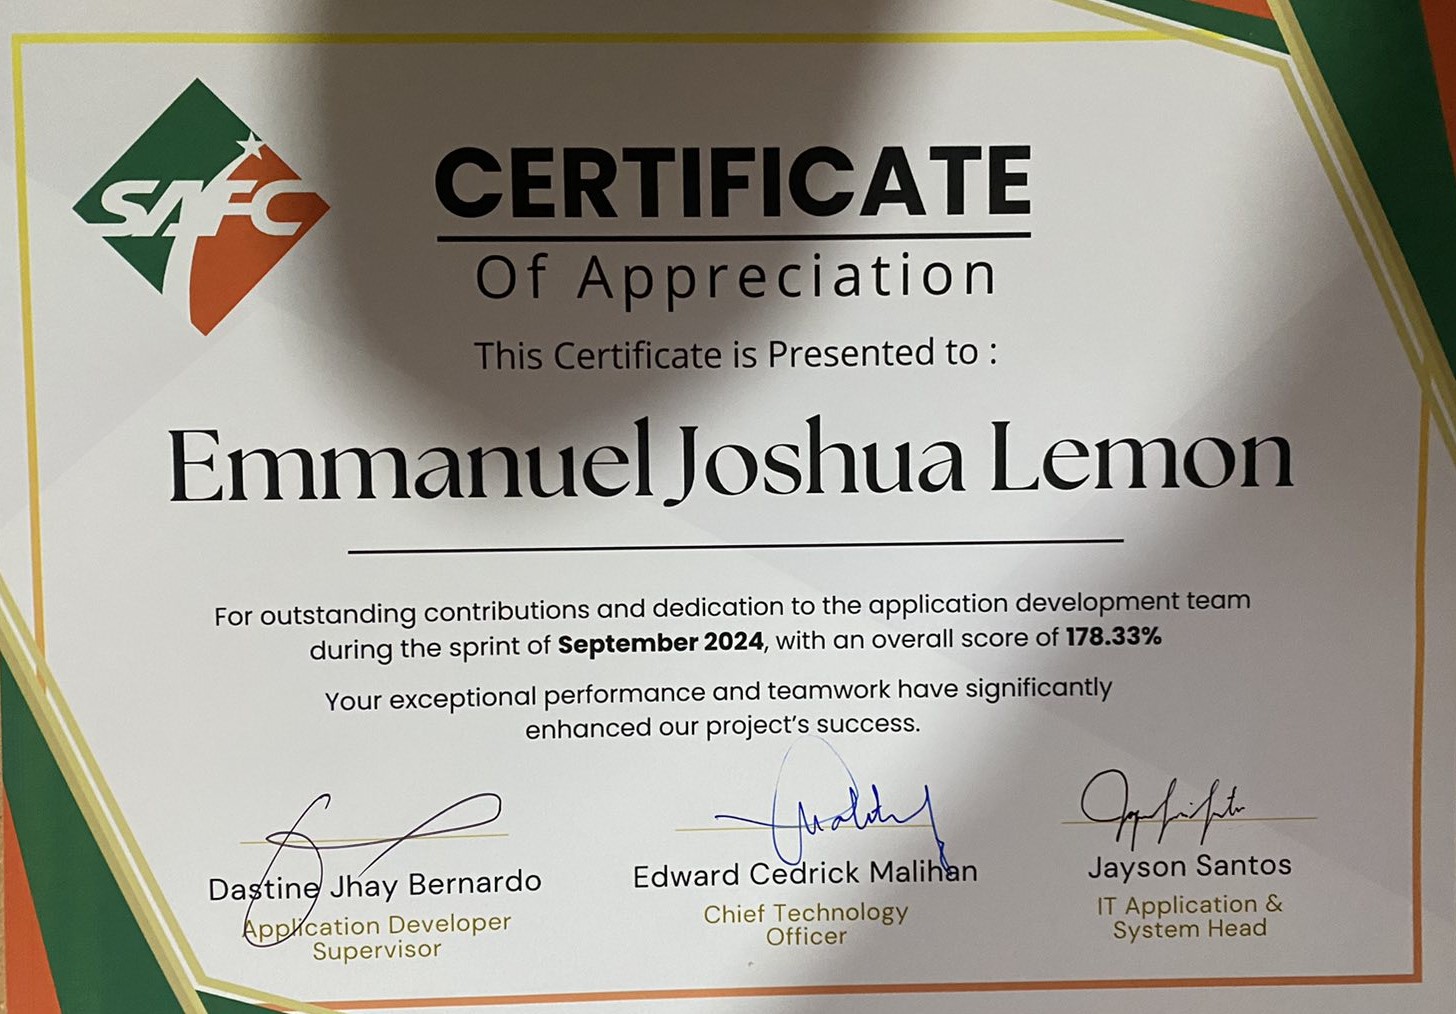 SAFC
CERTIFICATE
Of Appreciation
This Certificate is Presented to :
Emmanuel Joshua Lemon
For outstanding contributions and dedication to the application development team
during the sprint of September 2024, with an overall score of 178.33%
Your exceptional performance and teamwork have significantly
enhanced our project's success.
Dastine Jhay Bernardo
Application Developer
Supervisor
Edward Cedrick Malihan
Chief Technology
Officer
Jayson Santos
IT Application &
System Head